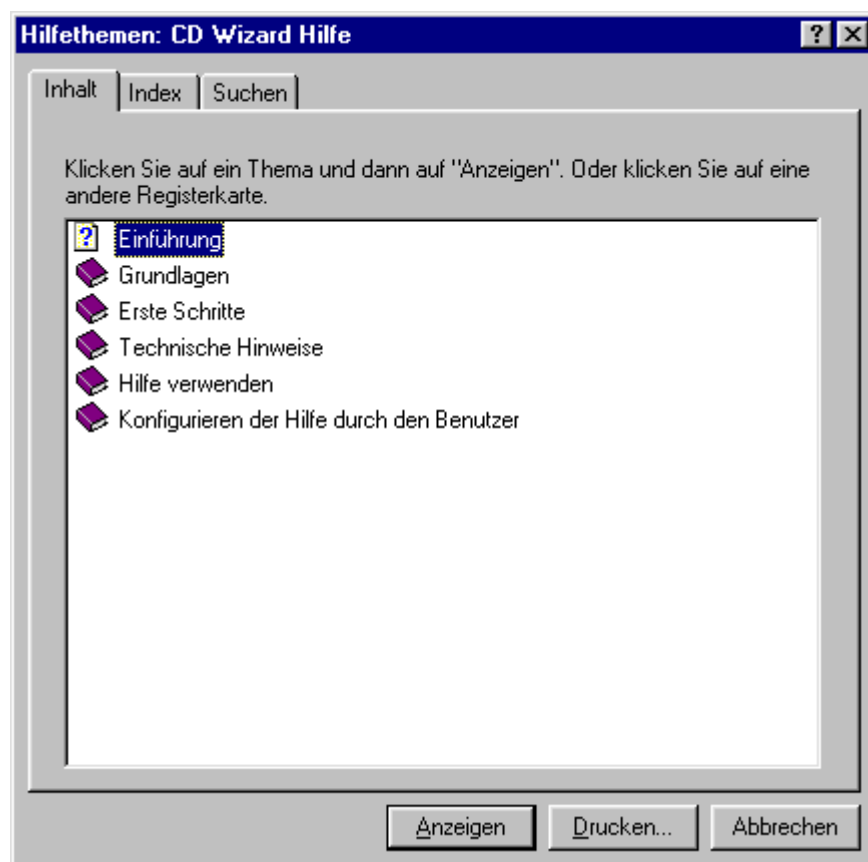 Hilfethemen: CD Wizard Hilfe
Inhalt Index Suchen
Klicken Sie auf ein Thema und dann auf "Anzeigen". Oder klicken Sie auf eine
andere Registerkarte.
Einführung
Grundlagen
Erste Schritte
Technische Hinweise
Hilfe verwenden
Konfigurieren der Hilfe durch den Benutzer
Anzeigen Drucken... Abbrechen